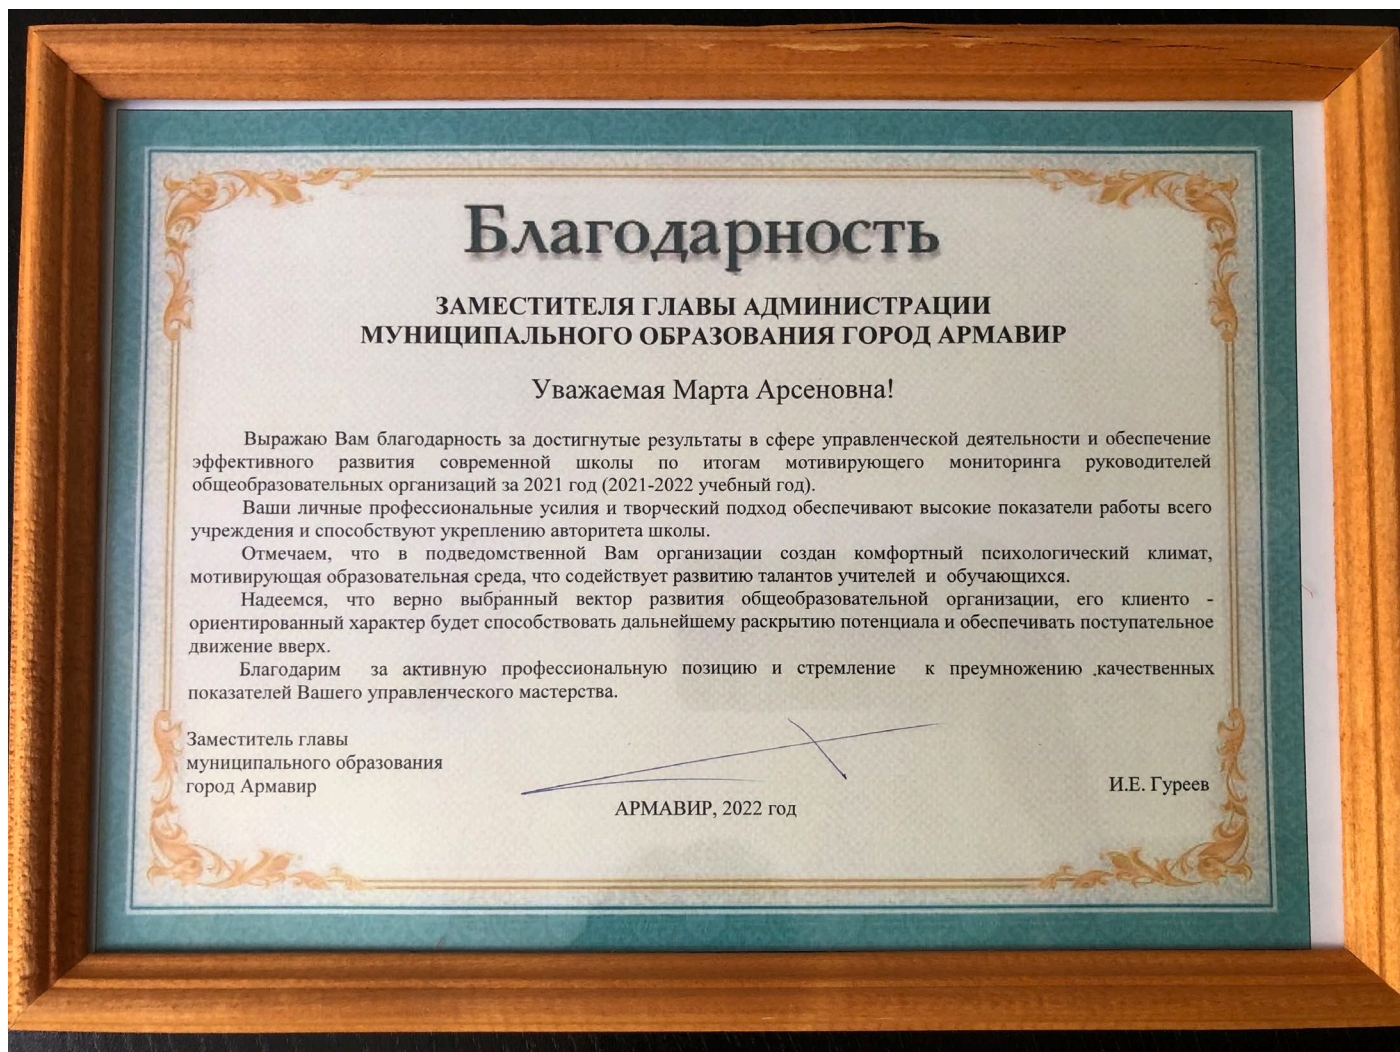 Благодарность
ЗАМЕСТИТЕЛЯ ГЛАВЫ АДМИНИСТРАЦИИ
МУНИЦИПАЛЬНОГО ОБРАЗОВАНИЯ ГОРОД АРМАВИР
Уважаемая Марта Арсеновна!
Выражаю Вам благодарность за достигнутые результаты в сфере управленческой деятельности и обеспечение
эффективного развития современной школы по итогам мотивирующего мониторинга руководителей
общеобразовательных организаций за 2021 год (2021-2022 учебный год).
Ваши личные профессиональные усилия и творческий подход обеспечивают высокие показатели работы всего
учреждения и способствуют укреплению авторитета школы.
Отмечаем, что в подведомственной Вам организации создан комфортный психологический климат,
мотивирующая образовательная среда, что содействует развитию талантов учителей и обучающихся.
Надеемся, что верно выбранный вектор развития общеобразовательной организации, его клиенто -
ориентированный характер будет способствовать дальнейшему раскрытию потенциала и обеспечивать поступательное
движение вверх.
Благодарим за активную профессиональную позицию и стремление к преумножению .качественных
показателей Вашего управленческого мастерства.
Заместитель главы
муниципального образования
город Армавир
И.Е. Гуреев
АРМАВИР, 2022 год